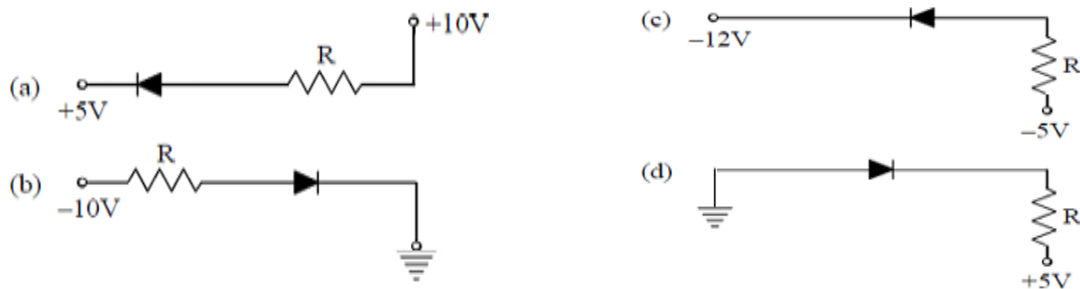 (a)
+5V
R
+10V
(b)
–10V
R
(c)
–12V
R
–5V
(d)
R
+5V